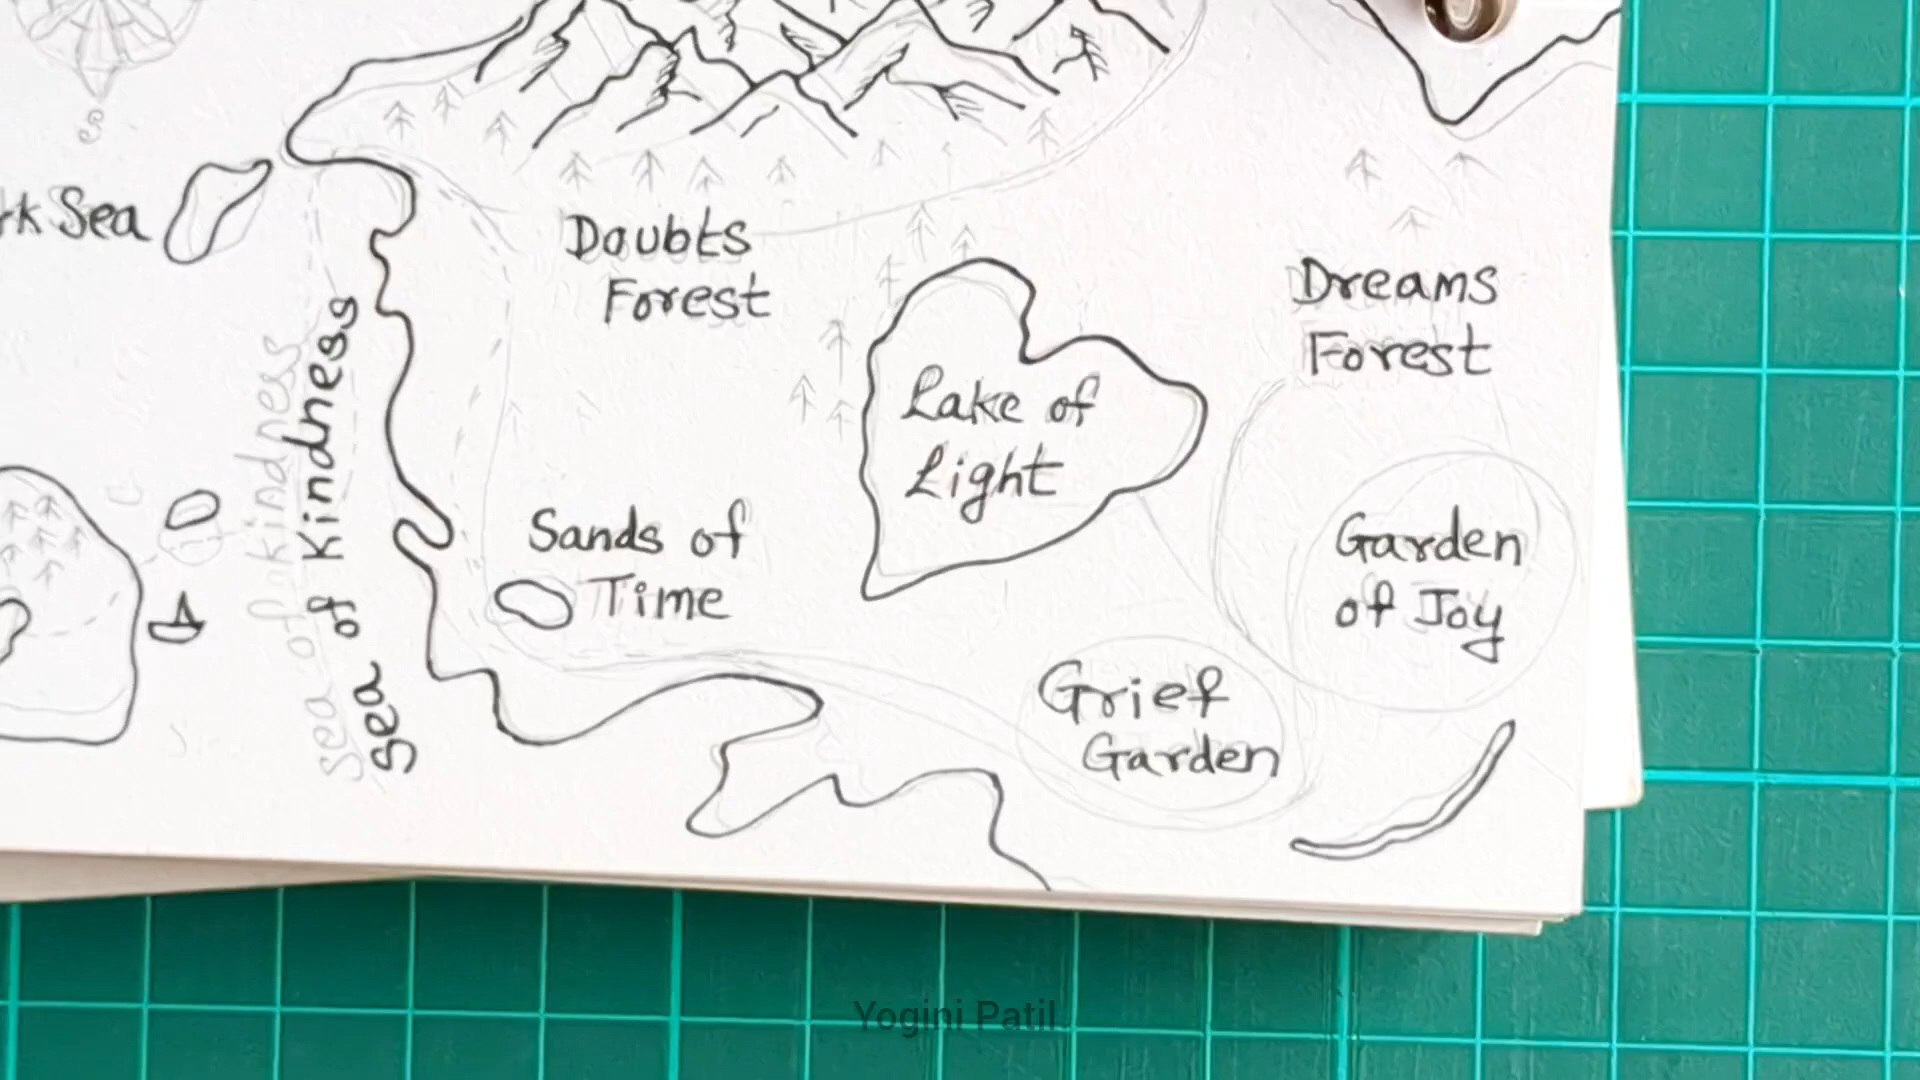 S
Sea
Doubts
Forest
Dreams
Forest
Lake of
Light
Sea of Kindness
Sea of kindness
Sands of
Time
Garden
of Joy
Grief
Garden
Yogini Patil